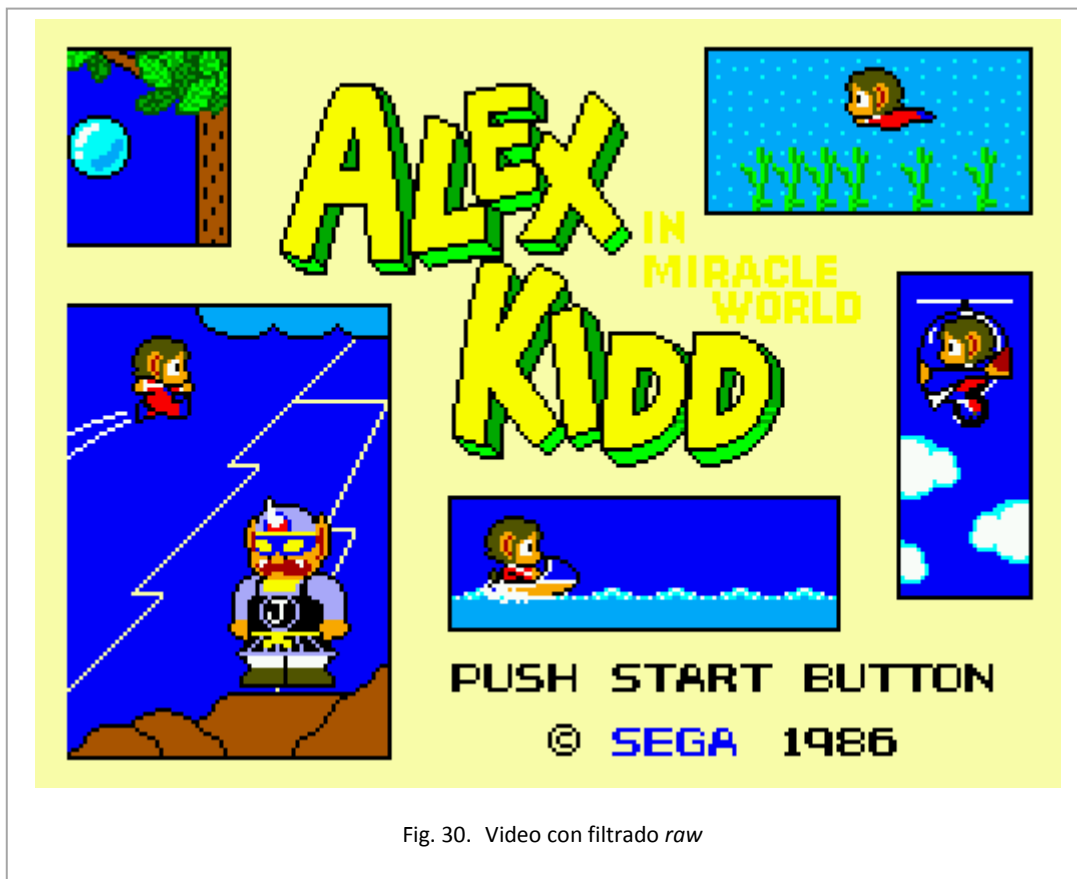 ALEX
KIDD
IN
MIRACLE
WORLD
PUSH START BUTTON
© SEGA 1986
Fig. 30. Video con filtrado raw